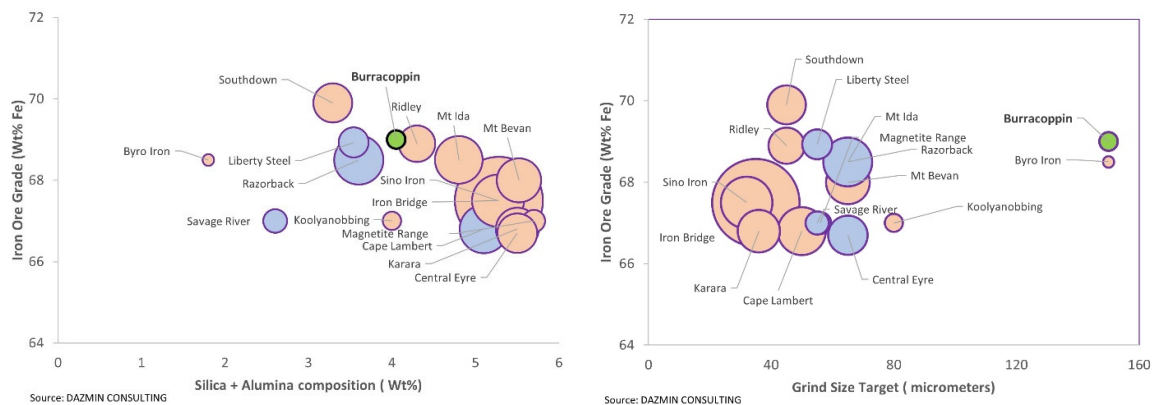 72
70
68
66
64
Iron Ore Grade (Wt% Fe)
Southdown
Burracoppin
Ridley
Mt Ida
Mt Bevan
Byro Iron
Liberty Steel
Razorback
Sino Iron
Iron Bridge
Savage River
Koolyanobbing
Magnetite Range
Cape Lambert
Karara
Central Eyre
0 1 2 3 4 5 6
Silica + Alumina composition ( Wt%)
Source: DAZMIN CONSULTING
72
70
68
66
64
Iron Ore Grade (Wt% Fe)
Southdown
Liberty Steel
Mt Ida
Ridley
Magnetite Range
Razorback
Burracoppin
Byro Iron
Mt Bevan
Sino Iron
Savage River
Koolyanobbing
Iron Bridge
Central Eyre
Karara
Cape Lambert
0 40 80 120 160
Grind Size Target ( micrometers)
Source: DAZMIN CONSULTING